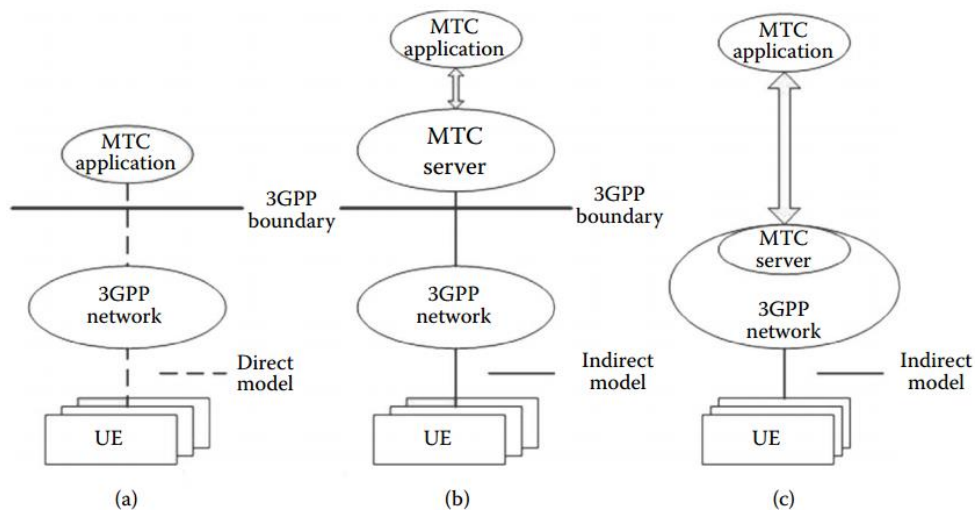 MTC
application
3GPP
boundary
3GPP
network
Direct
model
UE
(a)
MTC
application
MTC
server
3GPP
boundary
3GPP
network
Indirect
model
UE
(b)
MTC
application
MTC
server
3GPP
network
Indirect
model
UE
(c)